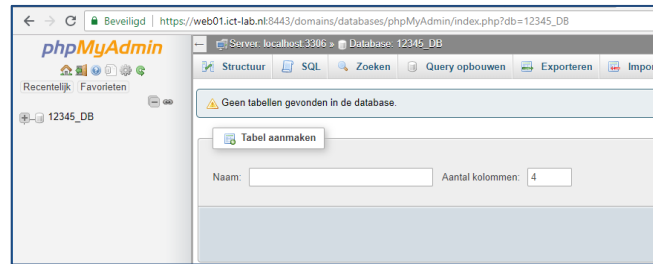 Beveiligd | https://web01.ict-lab.nl:8443/domains/databases/phpMyAdmin/index.php?db=12345_DB
phpMyAdmin
Recentelijk Favorieten
12345_DB
Server: localhost:3306 » Database: 12345_DB
Structuur SQL Zoeken Query opbouwen Exporteren Impor
Geen tabellen gevonden in de database.
Tabel aanmaken
Naam: Aantal kolommen: 4